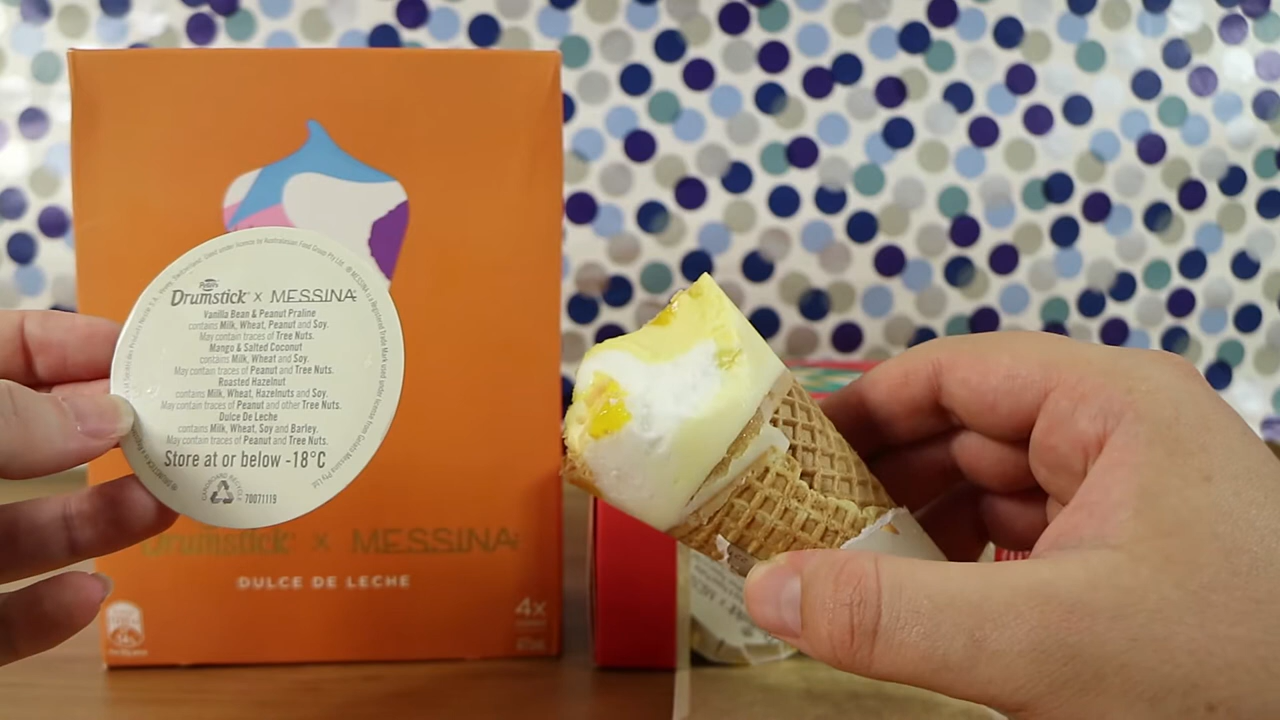 Peters
Drumstick x MESSINA
Vanilla Bean & Peanut Praline
contains Milk, Wheat, Peanut and Soy.
May contain traces of Tree Nuts.
Mango & Salted Coconut
contains Milk, Wheat and Soy.
May contain traces of Peanut and Tree Nuts.
Roasted Hazelnut
contains Milk, Wheat, Hazelnuts and Soy.
May contain traces of Peanut and other Tree Nuts.
Dulce De Leche
contains Milk, Wheat, Soy and Barley.
May contain traces of Peanut and Tree Nuts.
Store at or below -18°C
70071119
Drumstick x MESSINA
DULCE DE LECHE
4x